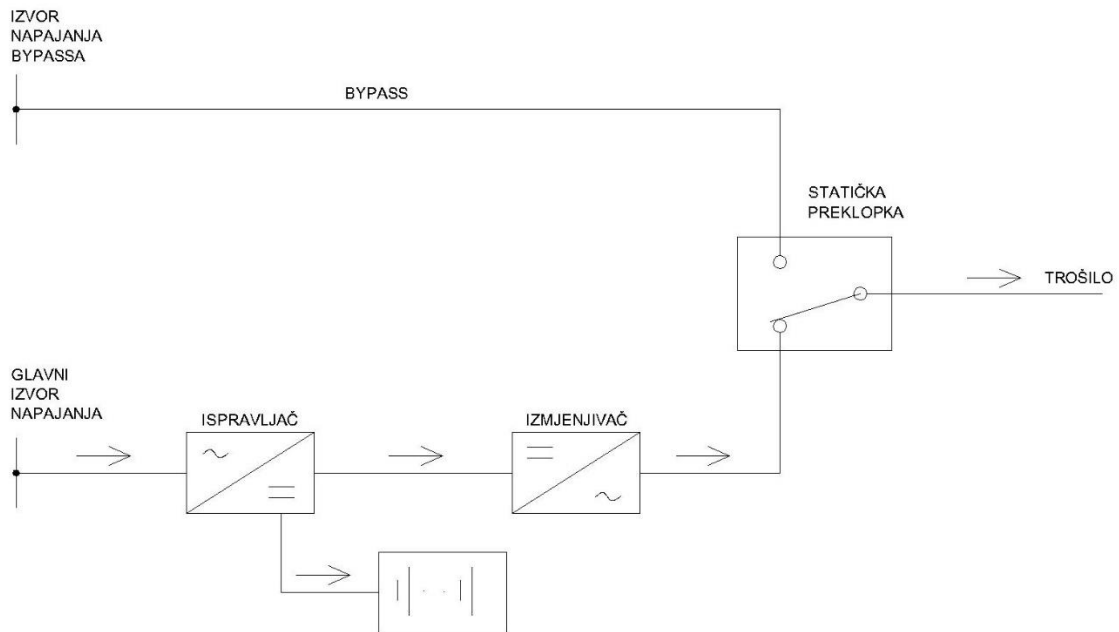 IZVOR
NAPAJANJA
BYPASSA
BYPASS
STATIČKA
PREKLOPKA
TROŠILO
GLAVNI
IZVOR
NAPAJANJA
ISPRAVLJAČ
IZMJENJIVAČ